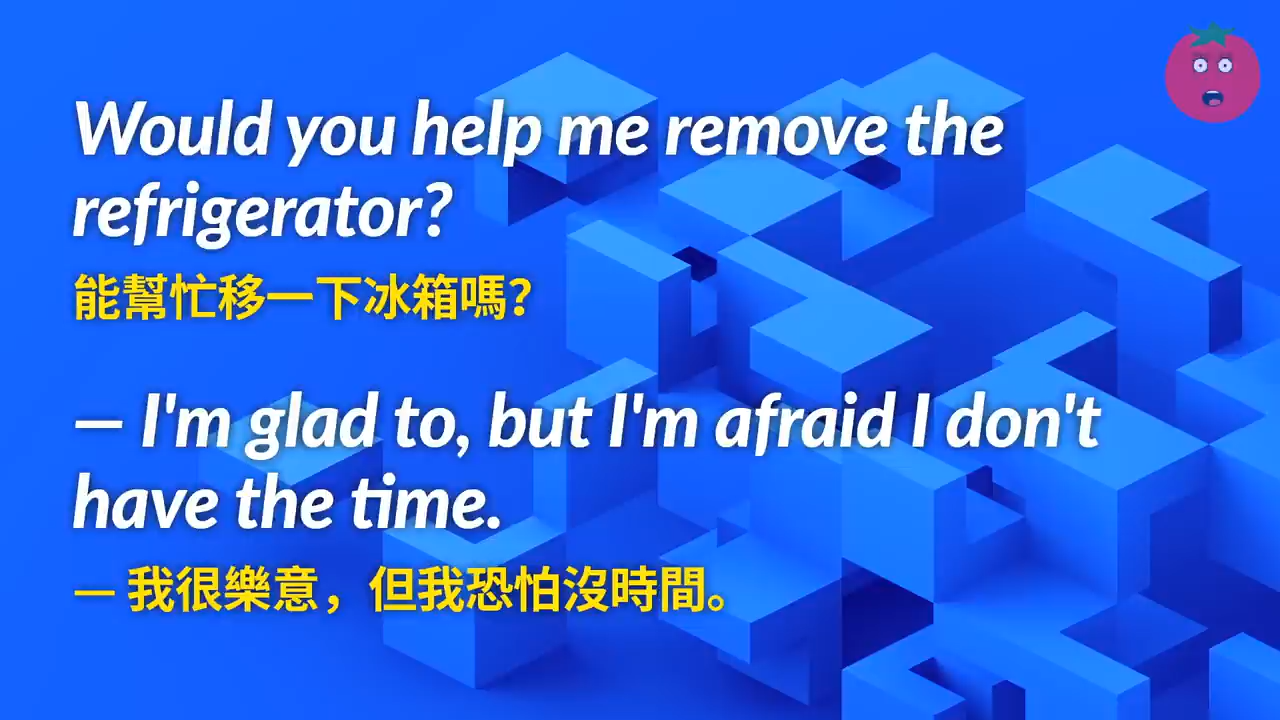 Would you help me remove the
refrigerator?
能幫忙移一下冰箱嗎？
— I'm glad to, but I'm afraid I don't
have the time.
— 我很樂意，但我恐怕沒時間。